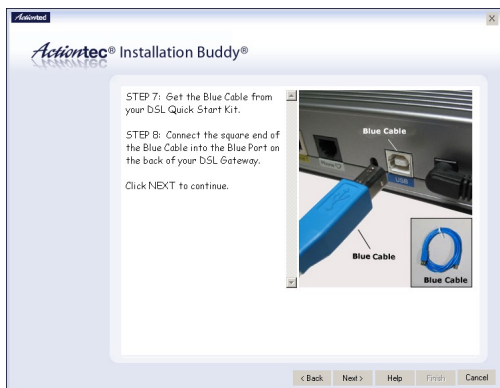 Actiontec
Actiontec® Installation Buddy®
STEP 7: Get the Blue Cable from
your DSL Quick Start Kit.
STEP 8: Connect the square end of
the Blue Cable into the Blue Port on
the back of your DSL Gateway.
Click NEXT to continue.
Blue Cable
Phone
USB
Blue Cable
Blue Cable
< Back
Next >
Help
Finish
Cancel